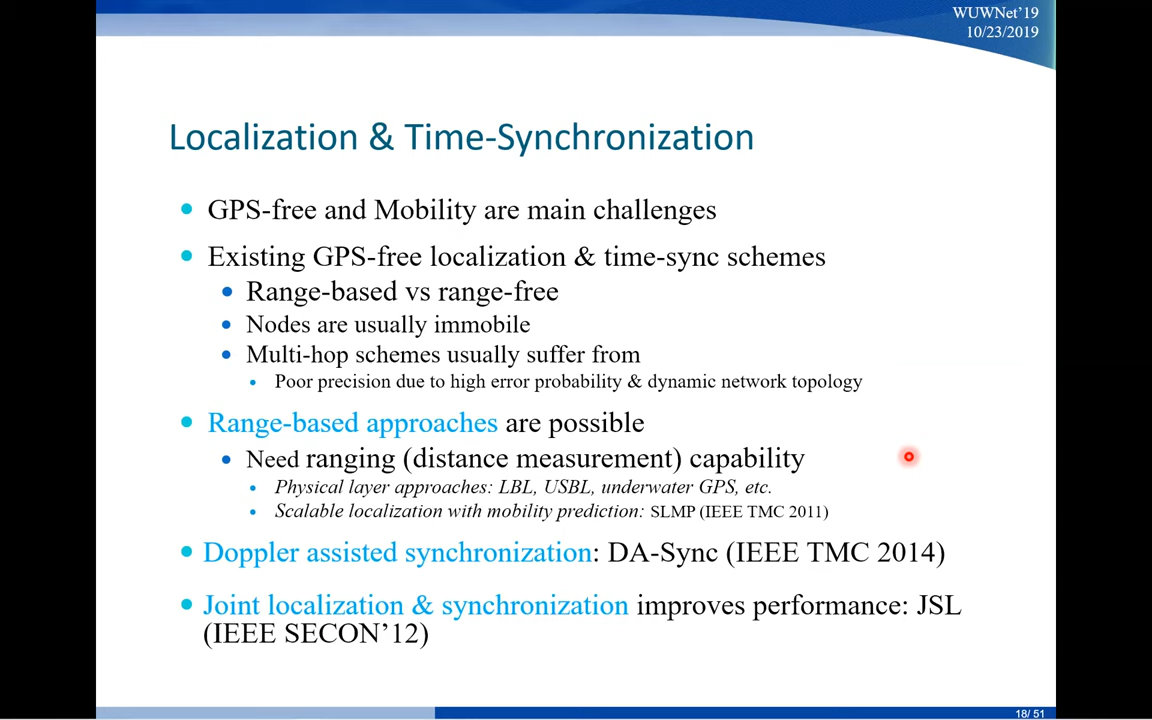 WUWNet’19
10/23/2019
Localization & Time-Synchronization
GPS-free and Mobility are main challenges
Existing GPS-free localization & time-sync schemes
Range-based vs range-free
Nodes are usually immobile
Multi-hop schemes usually suffer from
Poor precision due to high error probability & dynamic network topology
Range-based approaches are possible
Need ranging (distance measurement) capability
Physical layer approaches: LBL, USBL, underwater GPS, etc.
Scalable localization with mobility prediction: SLMP (IEEE TMC 2011)
Doppler assisted synchronization: DA-Sync (IEEE TMC 2014)
Joint localization & synchronization improves performance: JSL
(IEEE SECON’12)
18/ 51